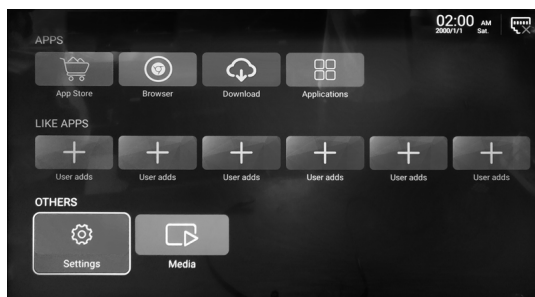 02:00 AM
2000/1/1 Sat.
APPS
App Store
Browser
Download
Applications
LIKE APPS
User adds
User adds
User adds
User adds
User adds
User adds
OTHERS
Settings
Media